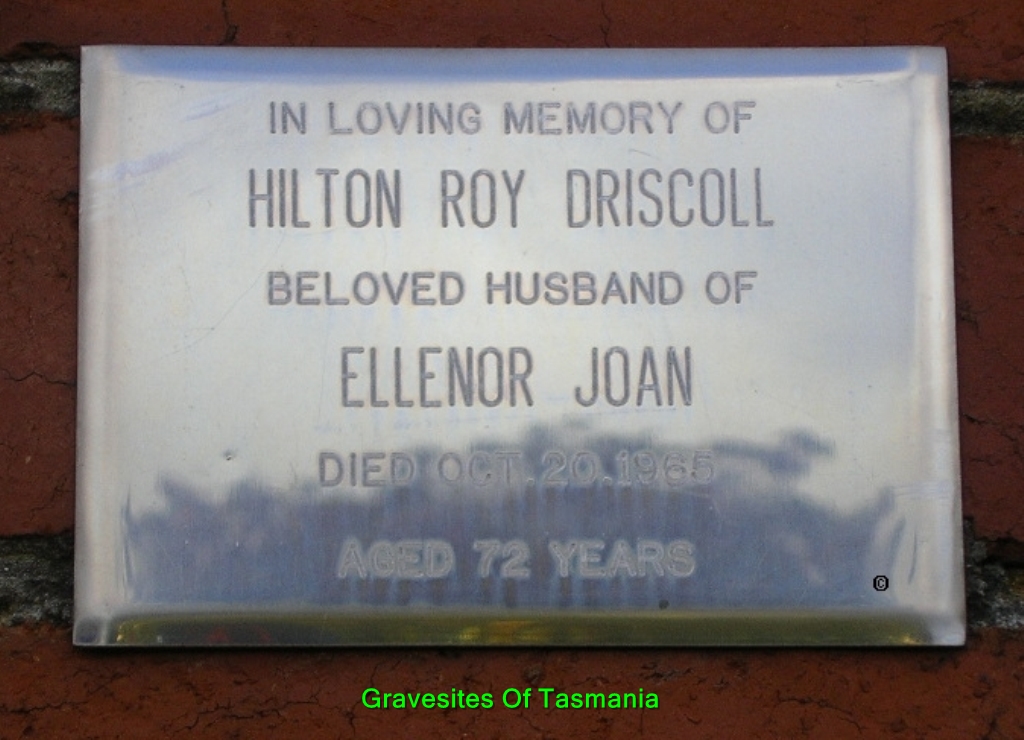 IN LOVING MEMORY OF
HILTON ROY DRISCOLL
BELOVED HUSBAND OF
ELLENOR JOAN
DIED OCT. 20. 1965
AGED 72 YEARS
©
Gravesites Of Tasmania